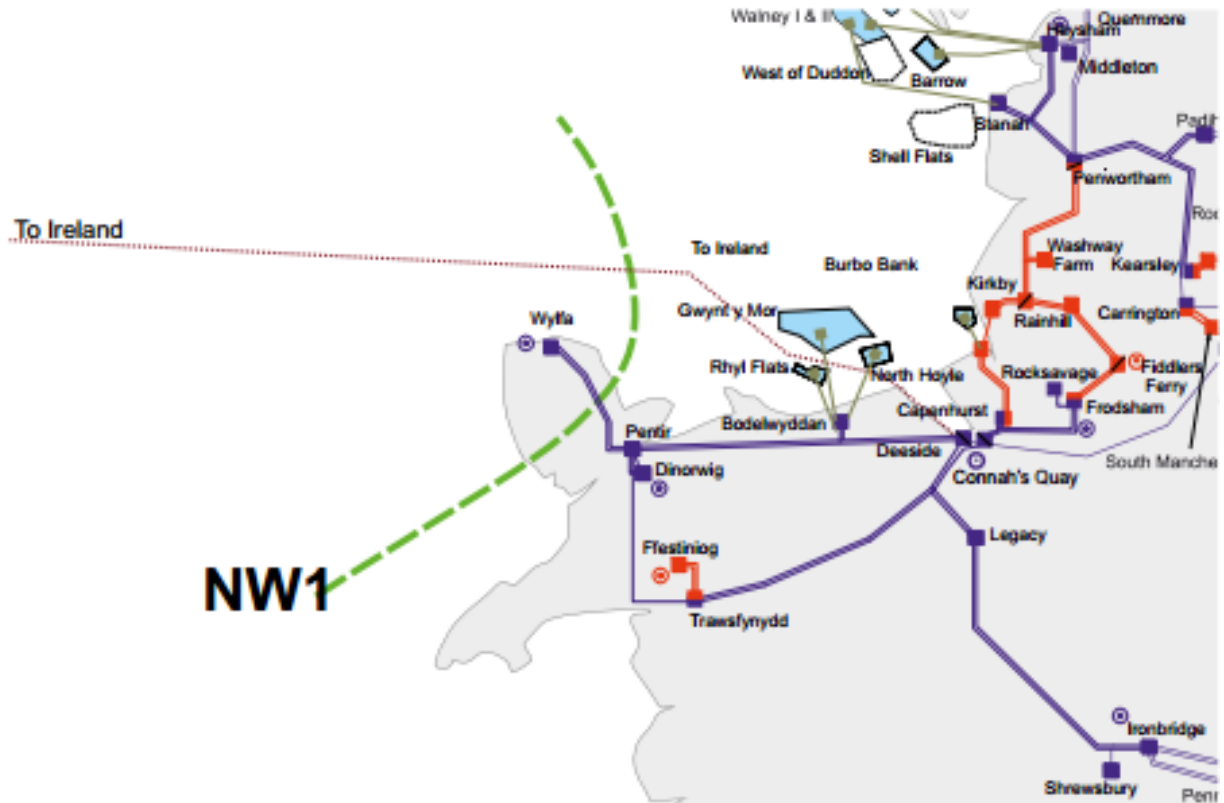 Walney I & II
Quernmore
Heysham
Middleton
West of Duddon
Barrow
Stanah
Shell Flats
Penwortham
To Ireland
To Ireland
Burbo Bank
Washway
Farm
Kearsley
Kirkby
Gwynt y Mor
Rainhill
Carrington
Wylfa
Rhyl Flats
North Hoyle
Rocksavage
Fiddlers
Ferry
Capenhurst
Frodsham
Bodelwyddan
Pentir
Deeside
South Manche
Dinorwig
Connah's Quay
Legacy
Ffestiniog
NW1
Trawsfynydd
Ironbridge
Shrewsbury
Penn